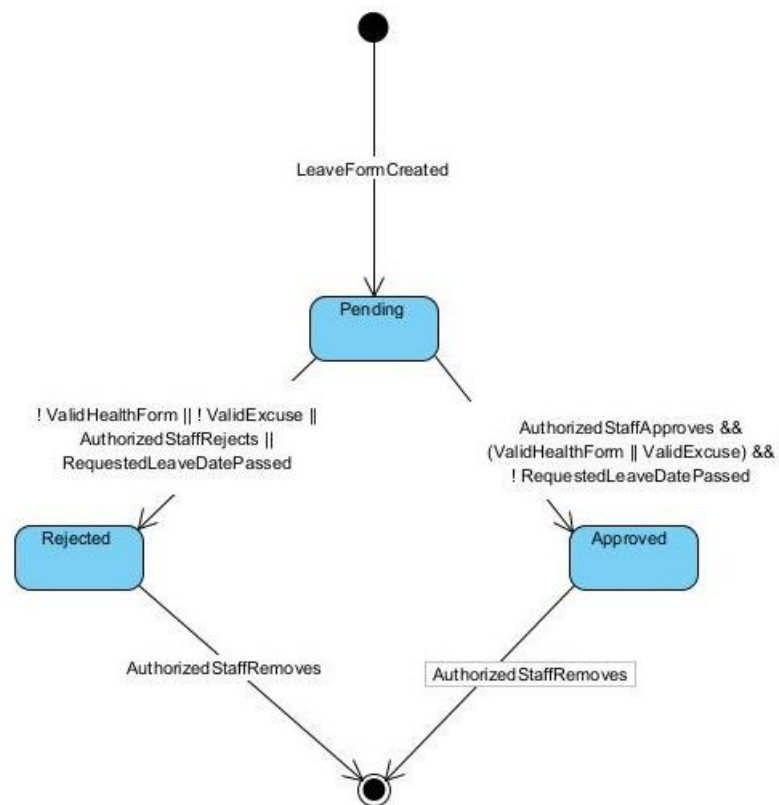 LeaveFormCreated
Pending
! ValidHealthForm || ! ValidExcuse ||
AuthorizedStaffRejects ||
RequestedLeaveDatePassed
AuthorizedStaffApproves &&
(ValidHealthForm || ValidExcuse) &&
! RequestedLeaveDatePassed
Rejected
Approved
AuthorizedStaffRemoves
AuthorizedStaffRemoves